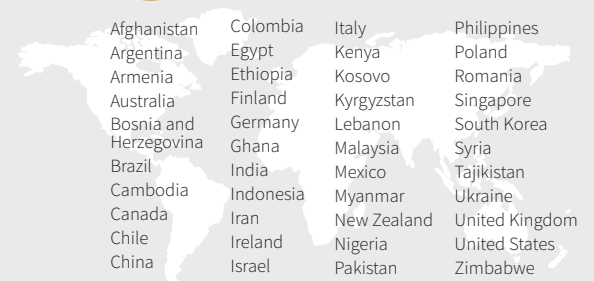 Afghanistan
Argentina
Armenia
Australia
Bosnia and
Herzegovina
Brazil
Cambodia
Canada
Chile
China
Colombia
Egypt
Ethiopia
Finland
Germany
Ghana
India
Indonesia
Iran
Ireland
Israel
Italy
Kenya
Kosovo
Kyrgyzstan
Lebanon
Malaysia
Mexico
Myanmar
New Zealand
Nigeria
Pakistan
Philippines
Poland
Romania
Singapore
South Korea
Syria
Tajikistan
Ukraine
United Kingdom
United States
Zimbabwe